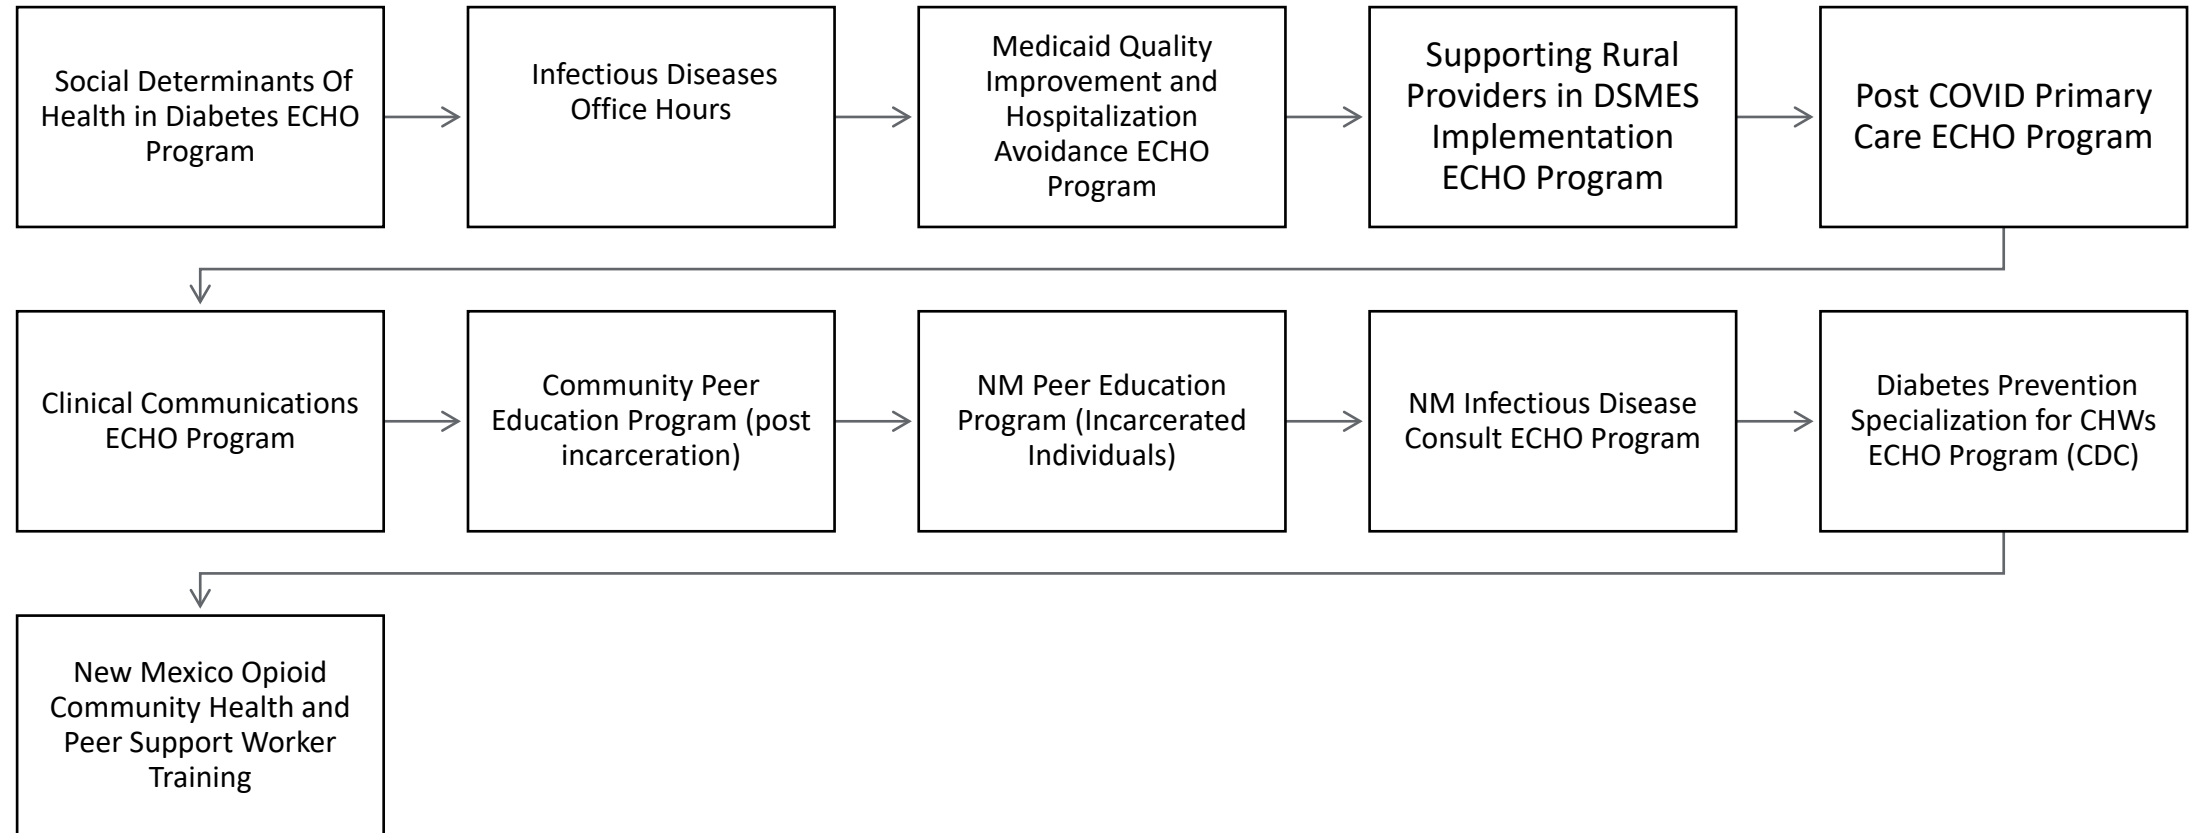 Social Determinants Of
Health in Diabetes ECHO
Program
Infectious Diseases
Office Hours
Medicaid Quality
Improvement and
Hospitalization
Avoidance ECHO
Program
Supporting Rural
Providers in DSMES
Implementation
ECHO Program
Post COVID Primary
Care ECHO Program
Clinical Communications
ECHO Program
Community Peer
Education Program (post
incarceration)
NM Peer Education
Program (Incarcerated
Individuals)
NM Infectious Disease
Consult ECHO Program
Diabetes Prevention
Specialization for CHWs
ECHO Program (CDC)
New Mexico Opioid
Community Health and
Peer Support Worker
Training